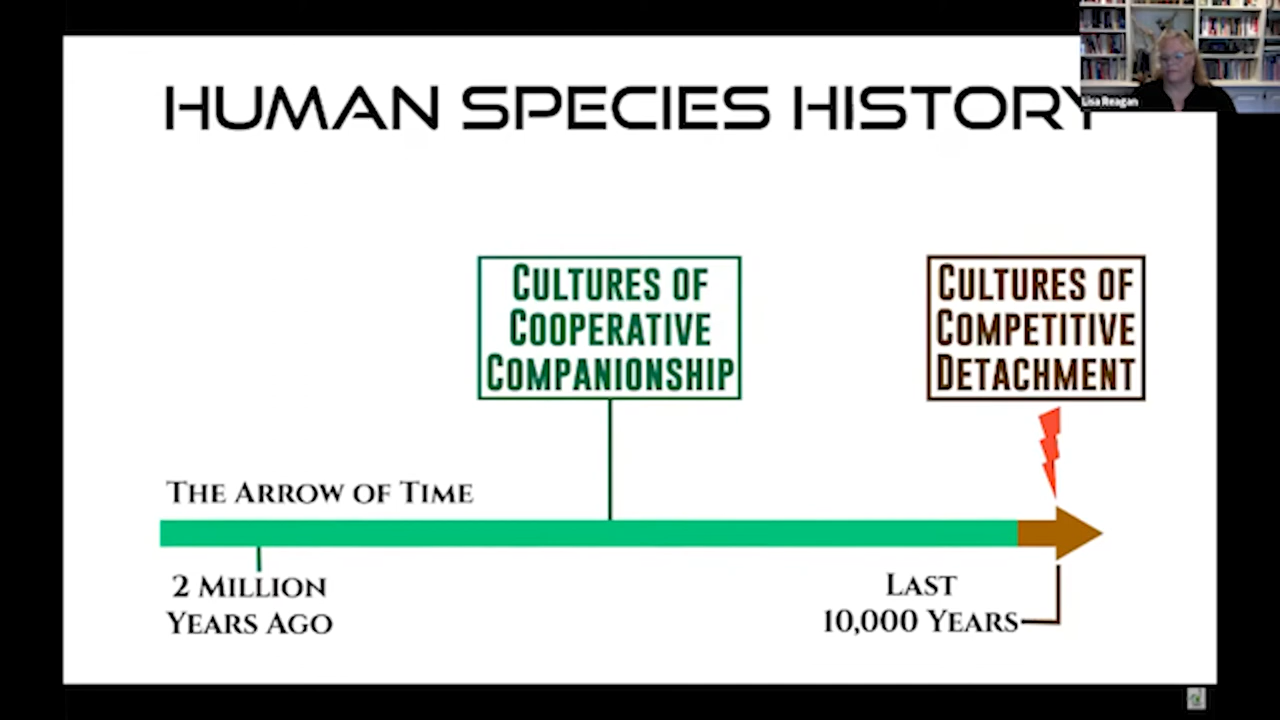 HUMAN SPECIES HISTORY
Lisa Reagan
CULTURES OF
COOPERATIVE
COMPANIONSHIP
CULTURES OF
COMPETITIVE
DETACHMENT
THE ARROW OF TIME
2 MILLION
YEARS AGO
LAST
10,000 YEARS